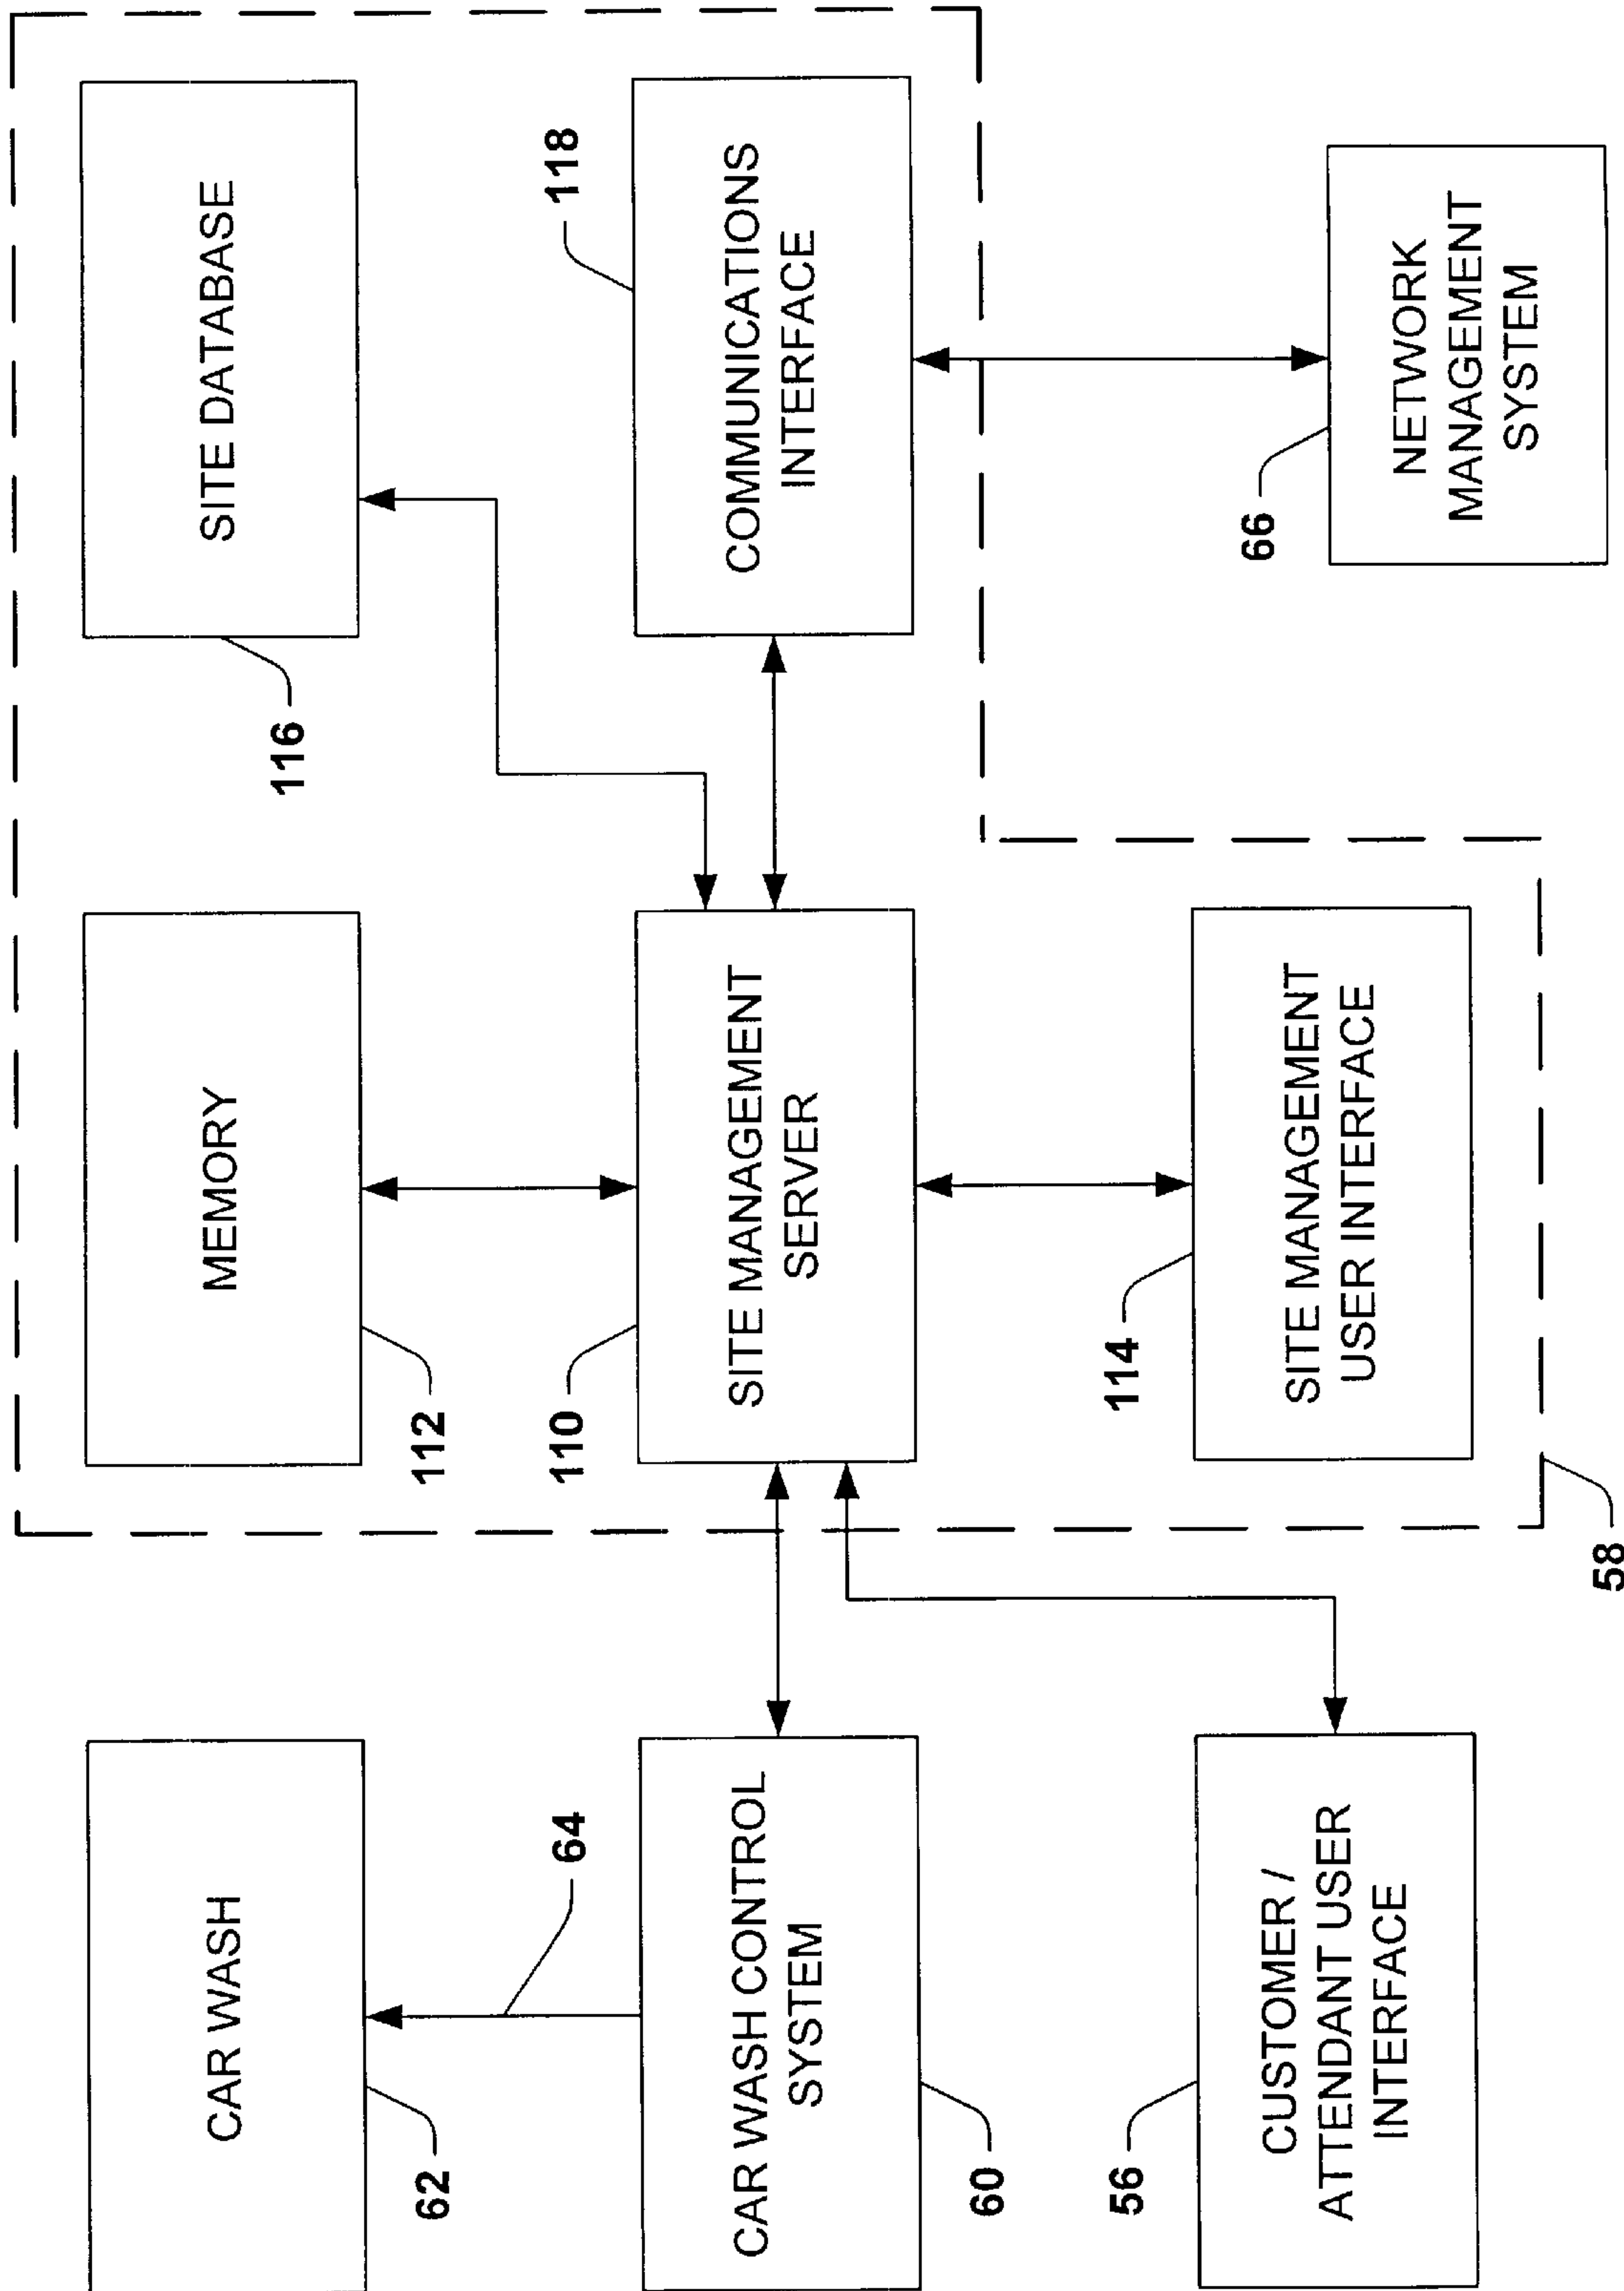 CAR WASH
62
64
CAR WASH CONTROL
SYSTEM
60
56
CUSTOMER /
ATTENDANT USER
INTERFACE
MEMORY
112
110
SITE MANAGEMENT
SERVER
114
SITE MANAGEMENT
USER INTERFACE
58
SITE DATABASE
116
118
COMMUNICATIONS
INTERFACE
66
NETWORK
MANAGEMENT
SYSTEM